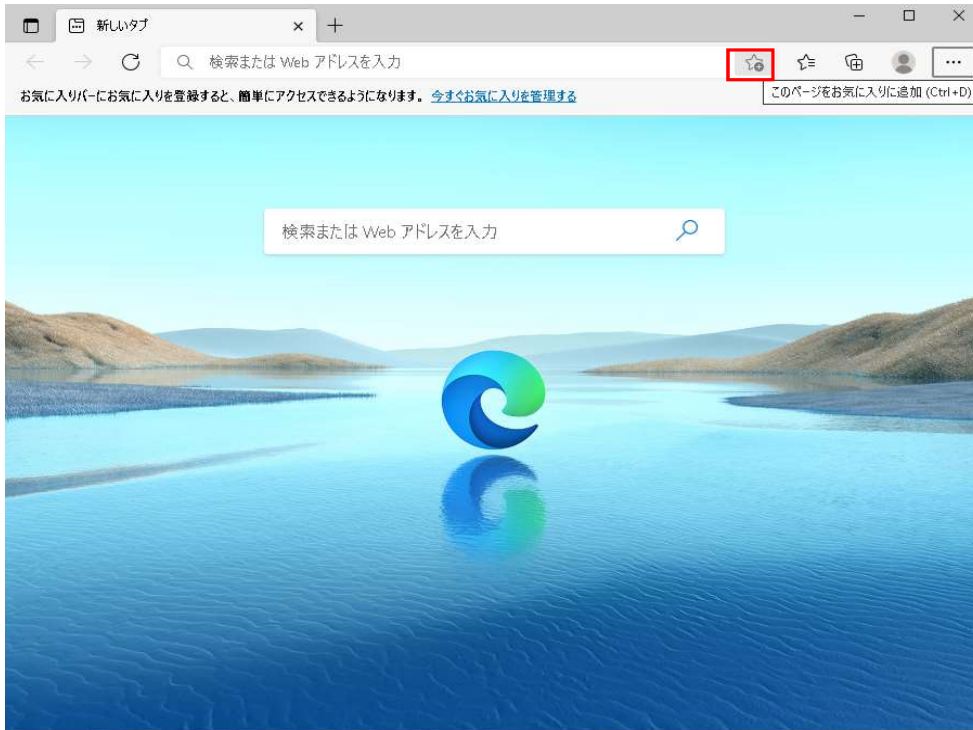 新しいタブ
検索または Web アドレスを入力
お気に入りバーにお気に入りを登録すると、簡単にアクセスできるようになります。 今すぐお気に入りを管理する
このページをお気に入りに追加 (Ctrl+D)
検索または Web アドレスを入力